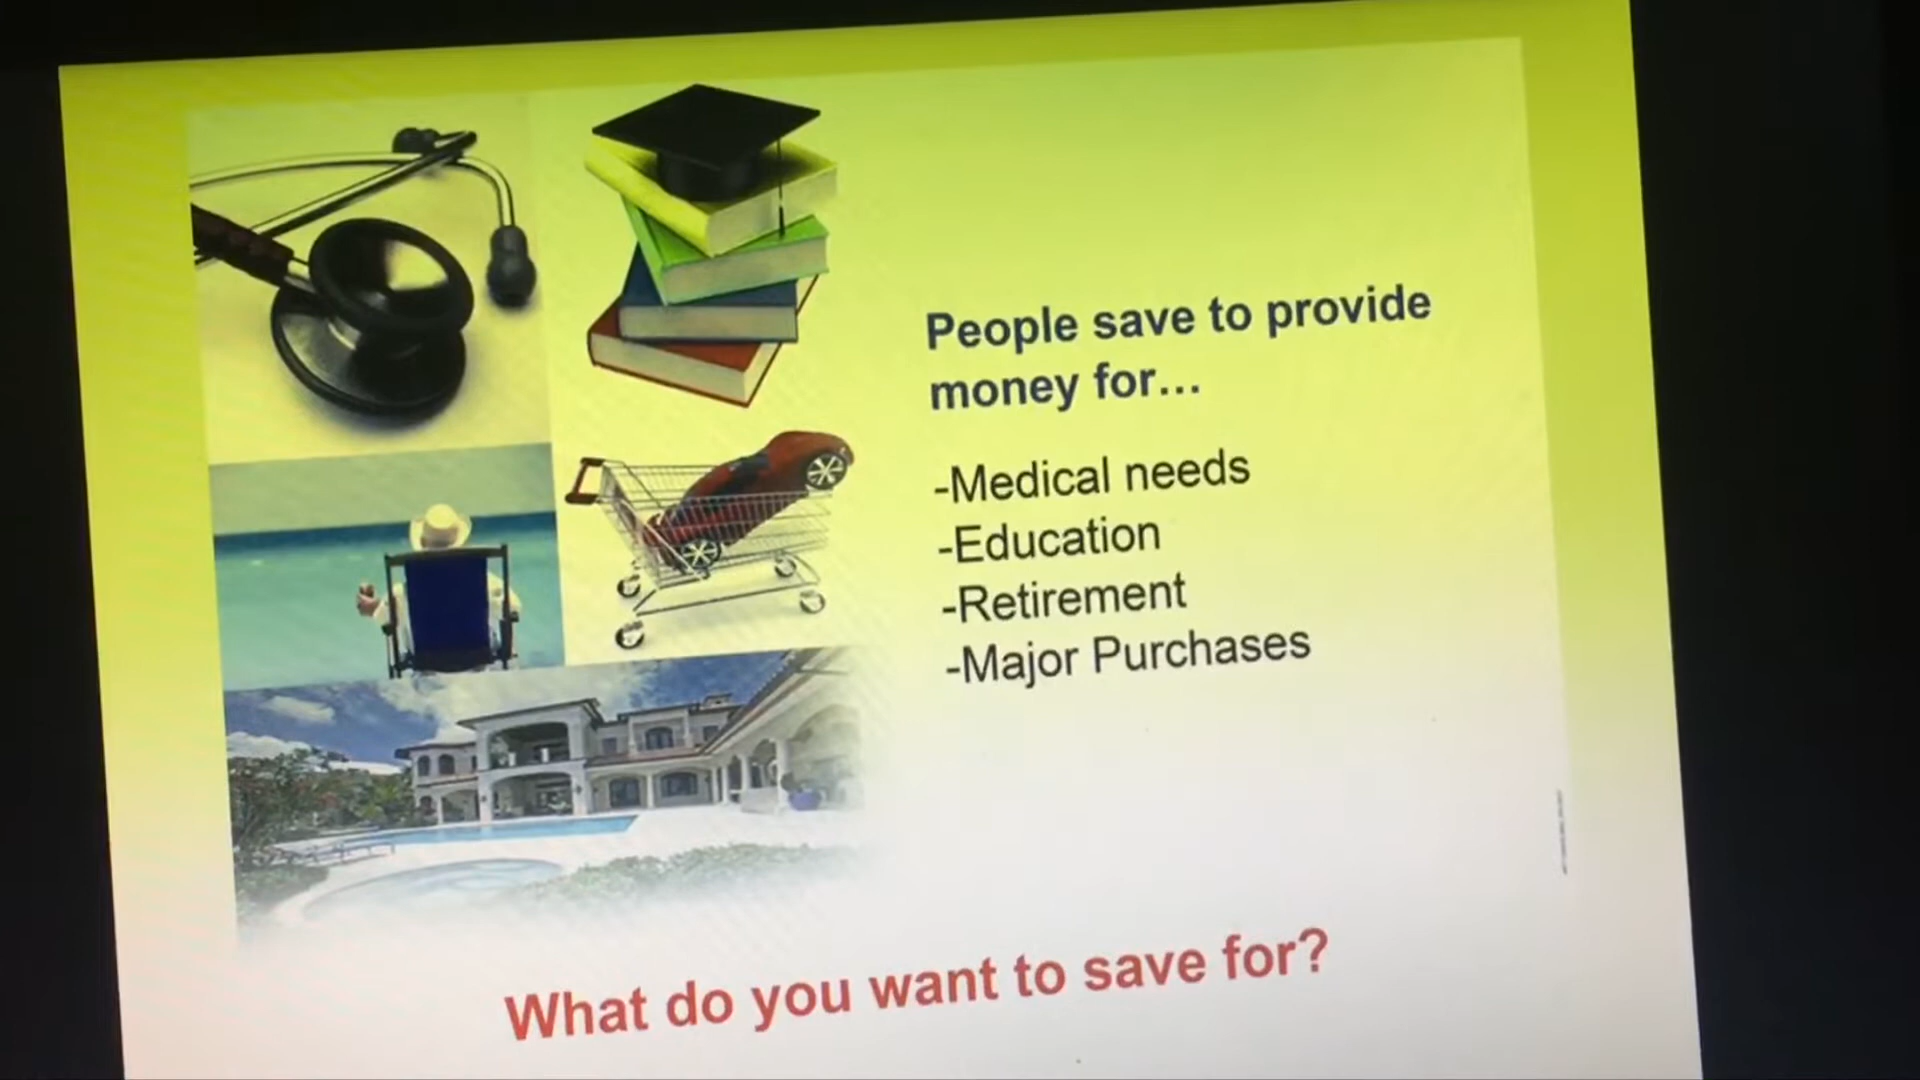 People save to provide
money for...
-Medical needs
-Education
-Retirement
-Major Purchases
What do you want to save for?